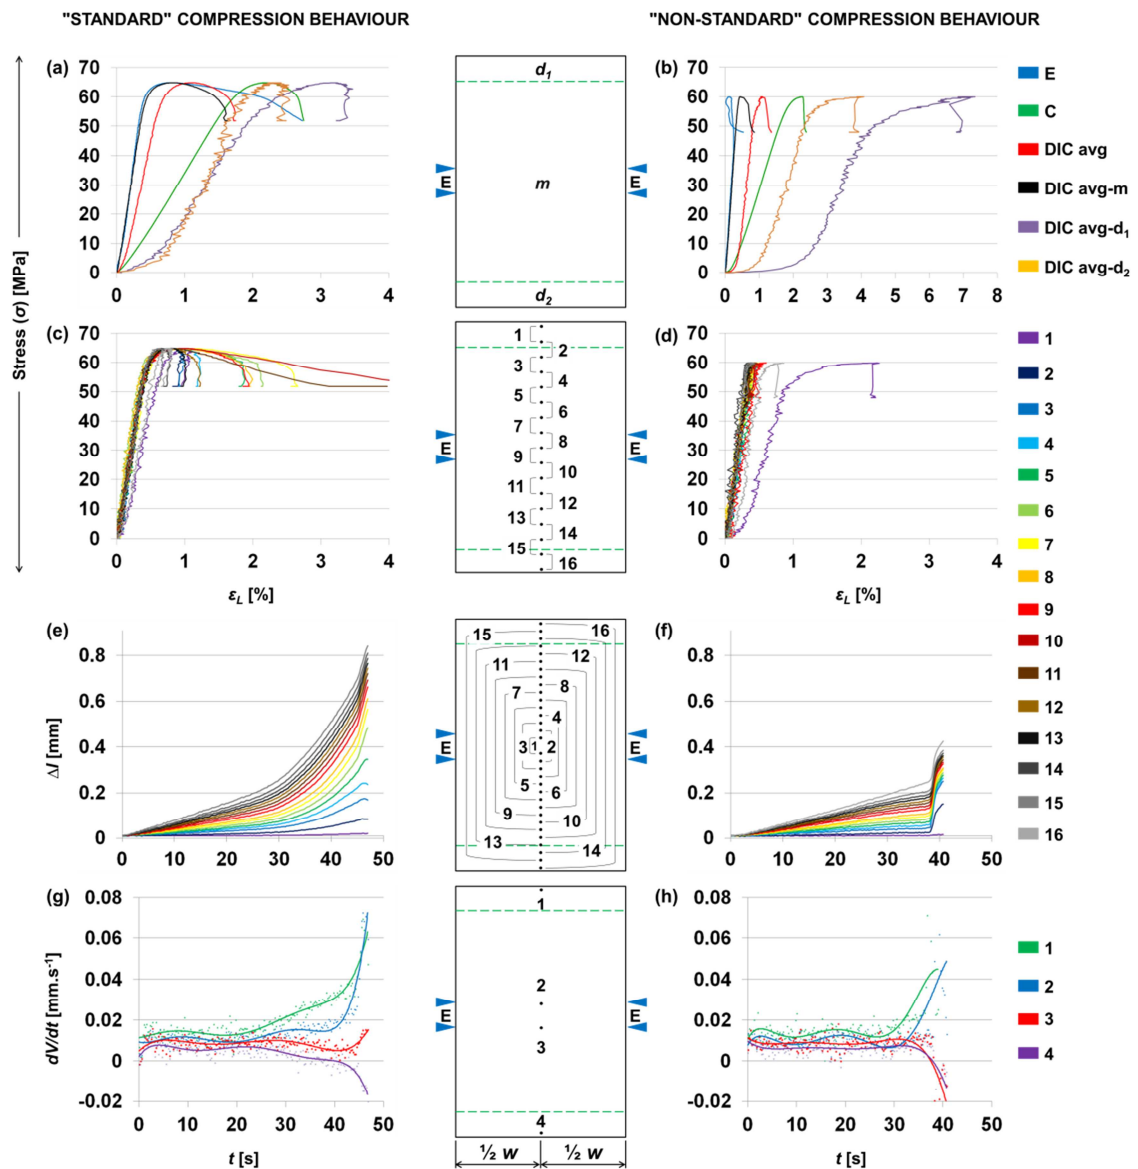 "STANDARD" COMPRESSION BEHAVIOUR
"NON-STANDARD" COMPRESSION BEHAVIOUR
Stress (σ) [MPa]
(a)
70
60
50
40
30
20
10
0
0 1 2 3 4
d1
E m E
d2
(b)
70
60
50
40
30
20
10
0
0 1 2 3 4 5 6 7 8
E
C
DIC avg
DIC avg-m
DIC avg-d1
DIC avg-d2
(c)
70
60
50
40
30
20
10
0
0 1 2 3 4
εL [%]
1
2
3
4
5
6
7
8
E E
9
10
11
12
13
14
15
16
(d)
70
60
50
40
30
20
10
0
0 1 2 3 4
εL [%]
1
2
3
4
5
6
7
8
9
10
11
12
13
14
15
16
(e)
Δl [mm]
0.8
0.6
0.4
0.2
0
0 10 20 30 40 50
15 16
11 12
7 8
4
E 3 1 2 E
5 6
9 10
13 14
(f)
0.8
0.6
0.4
0.2
0
0 10 20 30 40 50
(g)
dV/dt [mm.s-1]
0.08
0.06
0.04
0.02
0
-0.02
0 10 20 30 40 50
t [s]
1
2
E E
3
4
½ w ½ w
(h)
0.08
0.06
0.04
0.02
0
-0.02
0 10 20 30 40 50
t [s]
1
2
3
4